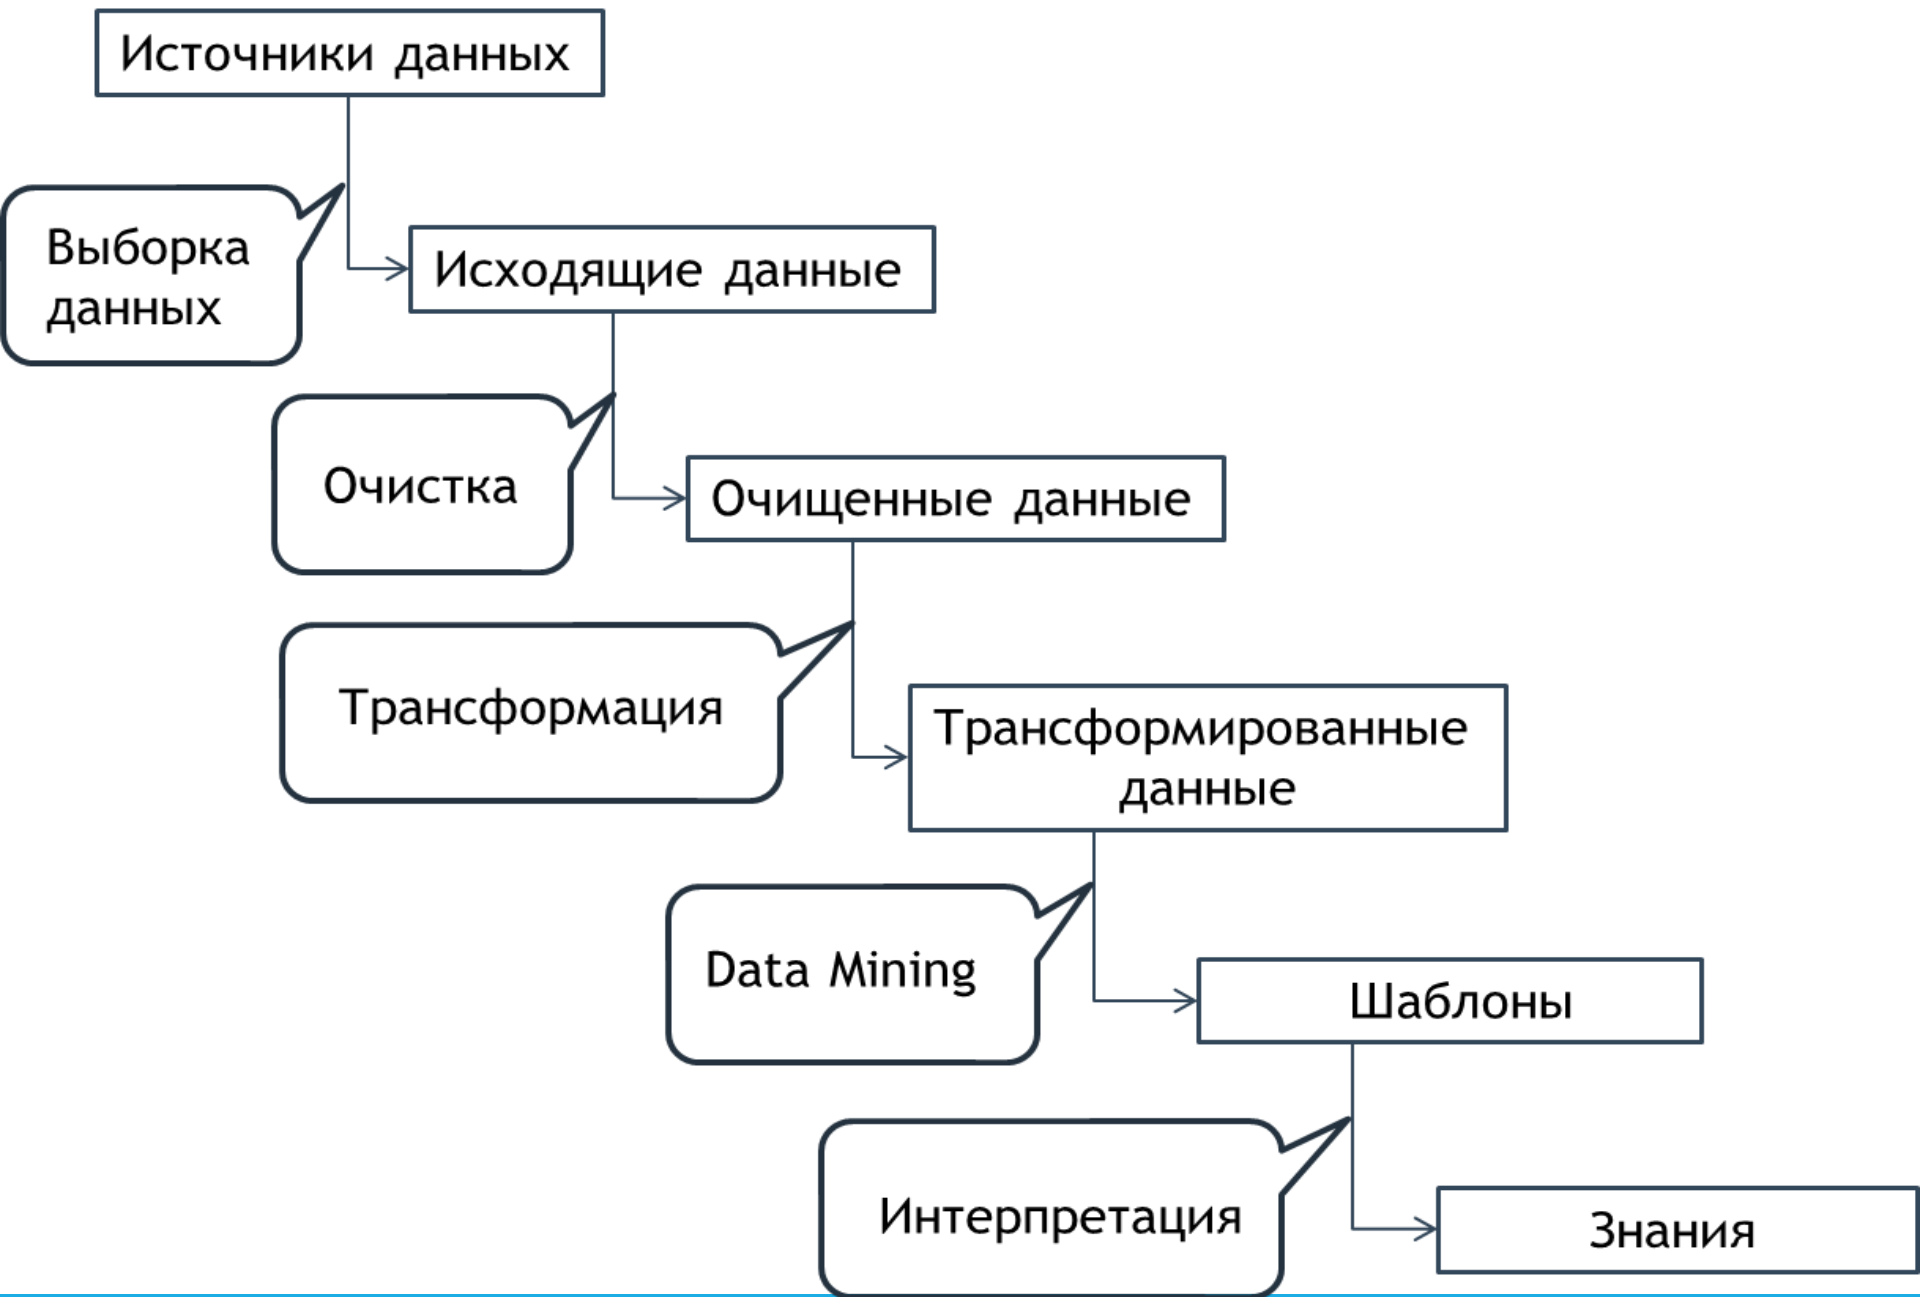 Источники данных
Выборка
данных
Исходящие данные
Очистка
Очищенные данные
Трансформация
Трансформированные
данные
Data Mining
Шаблоны
Интерпретация
Знания